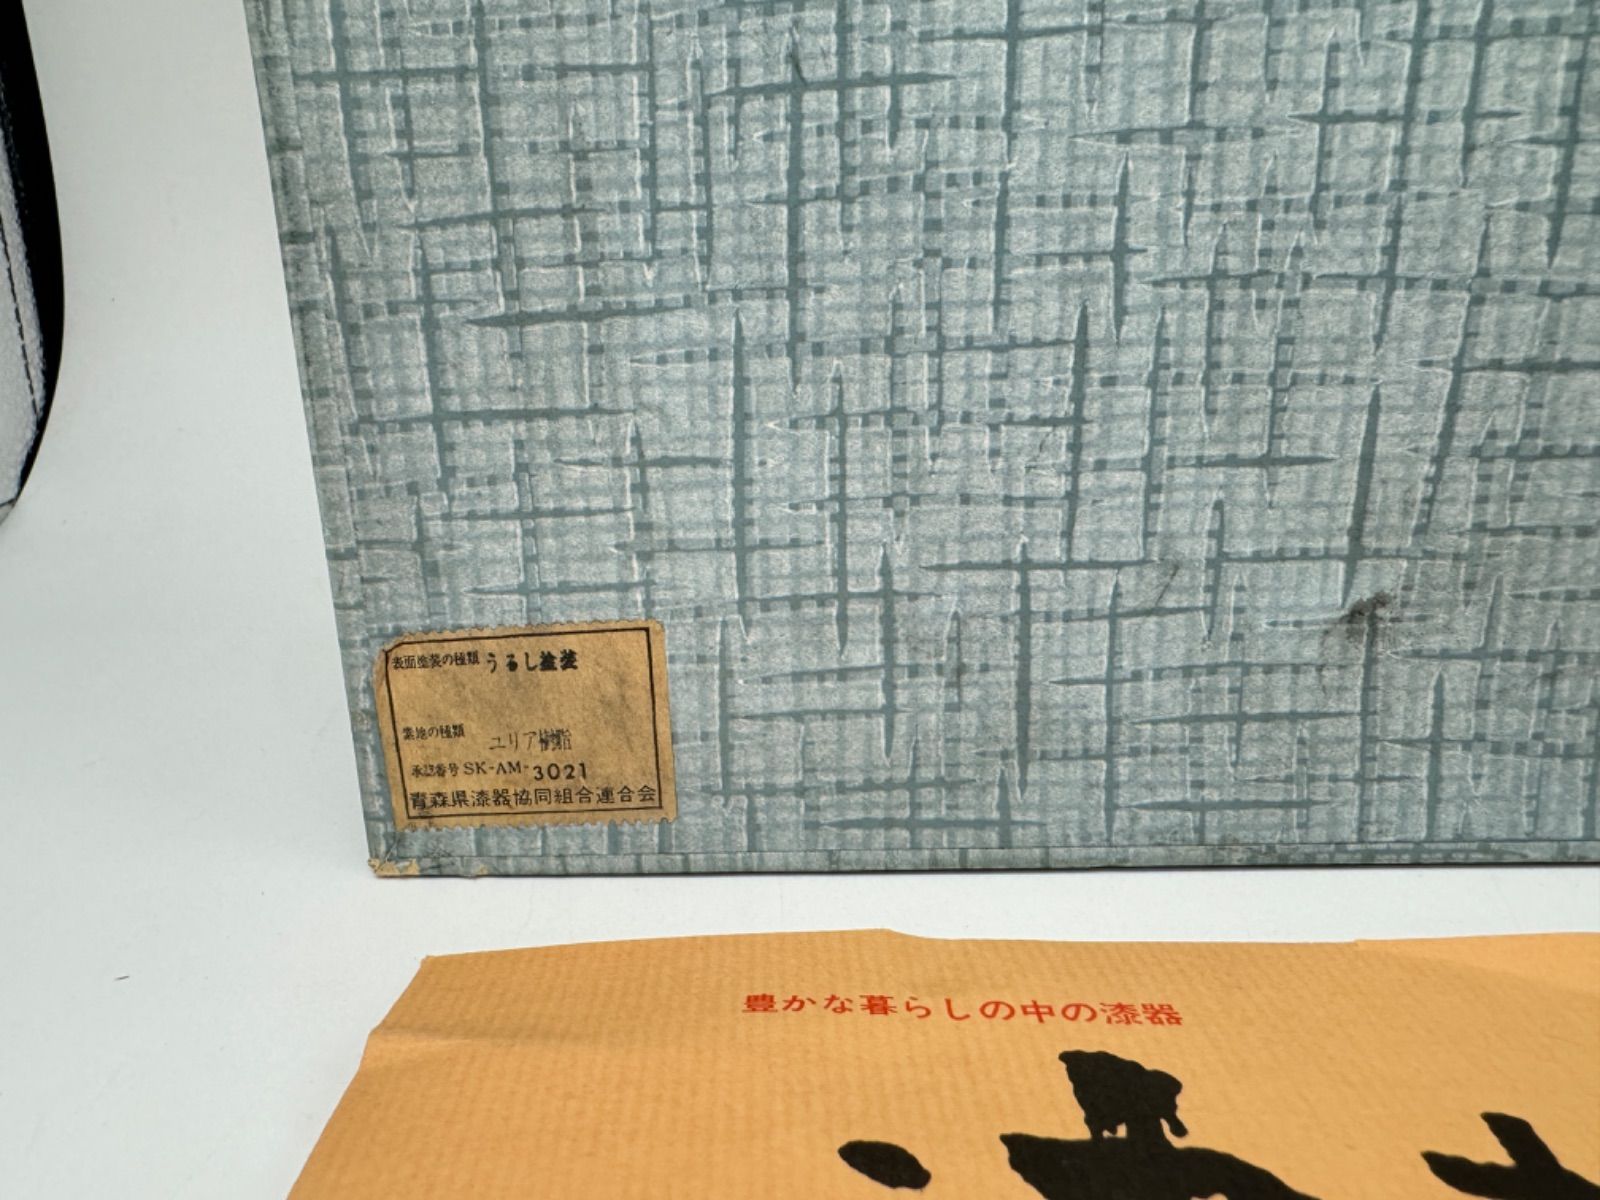 表面塗装の種類 うるし塗装
素地の種類 ユリア樹脂
承認番号 SK-AM-3021
青森県漆器協同組合連合会
豊かな暮らしの中の漆器